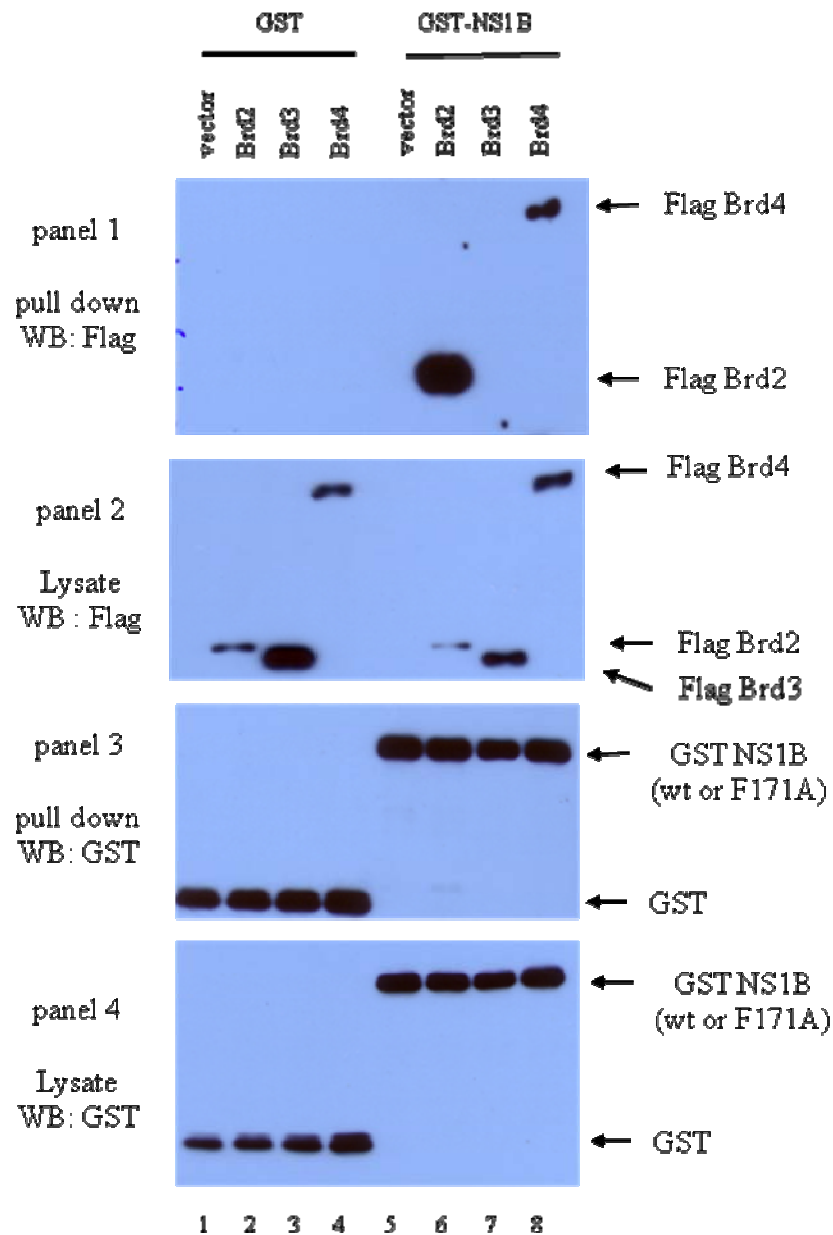 GST GST-NS1B
vector Brd2 Brd3 Brd4 vector Brd2 Brd3 Brd4
panel 1
pull down
WB: Flag
Flag Brd4
Flag Brd2
panel 2
Lysate
WB : Flag
Flag Brd4
Flag Brd2
Flag Brd3
panel 3
pull down
WB: GST
GST NS1B
(wt or F171A)
GST
panel 4
Lysate
WB: GST
GST NS1B
(wt or F171A)
GST
1 2 3 4 5 6 7 8